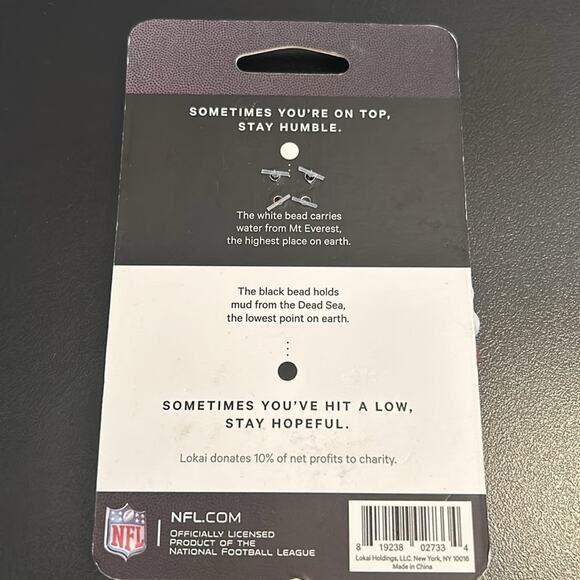 SOMETIMES YOU'RE ON TOP,
STAY HUMBLE.
The white bead carries
water from Mt Everest,
the highest place on earth.
The black bead holds
mud from the Dead Sea,
the lowest point on earth.
SOMETIMES YOU'VE HIT A LOW,
STAY HOPEFUL.
Lokai donates 10% of net profits to charity.
NFL
NFL.COM
OFFICIALLY LICENSED
PRODUCT OF THE
NATIONAL FOOTBALL LEAGUE
8 19238 02733 4
Lokai Holdings, LLC, New York, NY 10016
Made in China